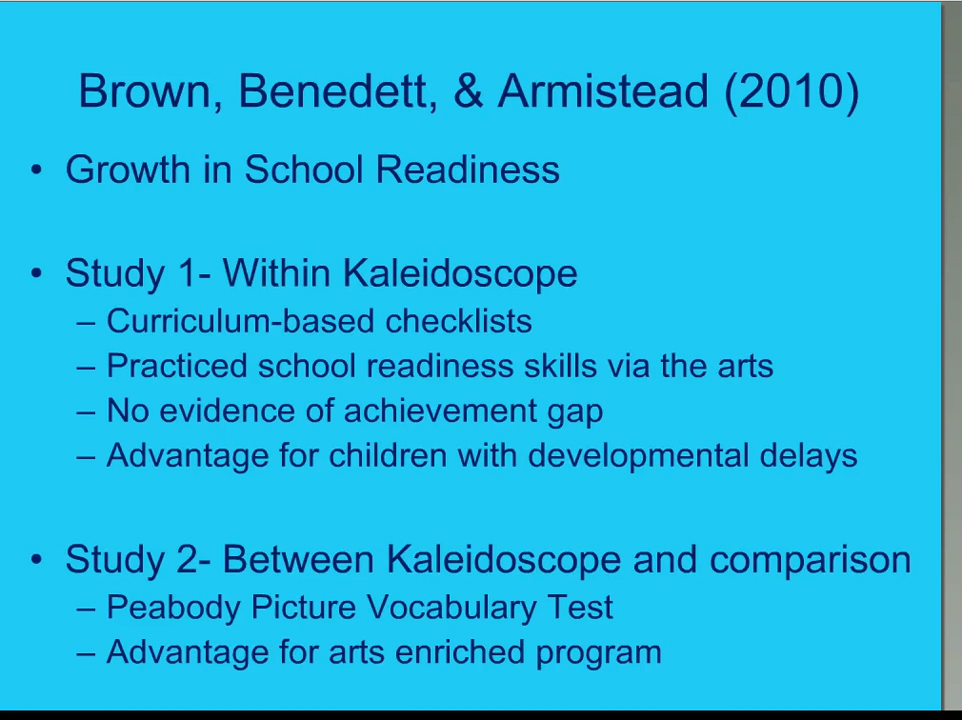 Brown, Benedett, & Armistead (2010)
• Growth in School Readiness
• Study 1- Within Kaleidoscope
– Curriculum-based checklists
– Practiced school readiness skills via the arts
– No evidence of achievement gap
– Advantage for children with developmental delays
• Study 2- Between Kaleidoscope and comparison
– Peabody Picture Vocabulary Test
– Advantage for arts enriched program